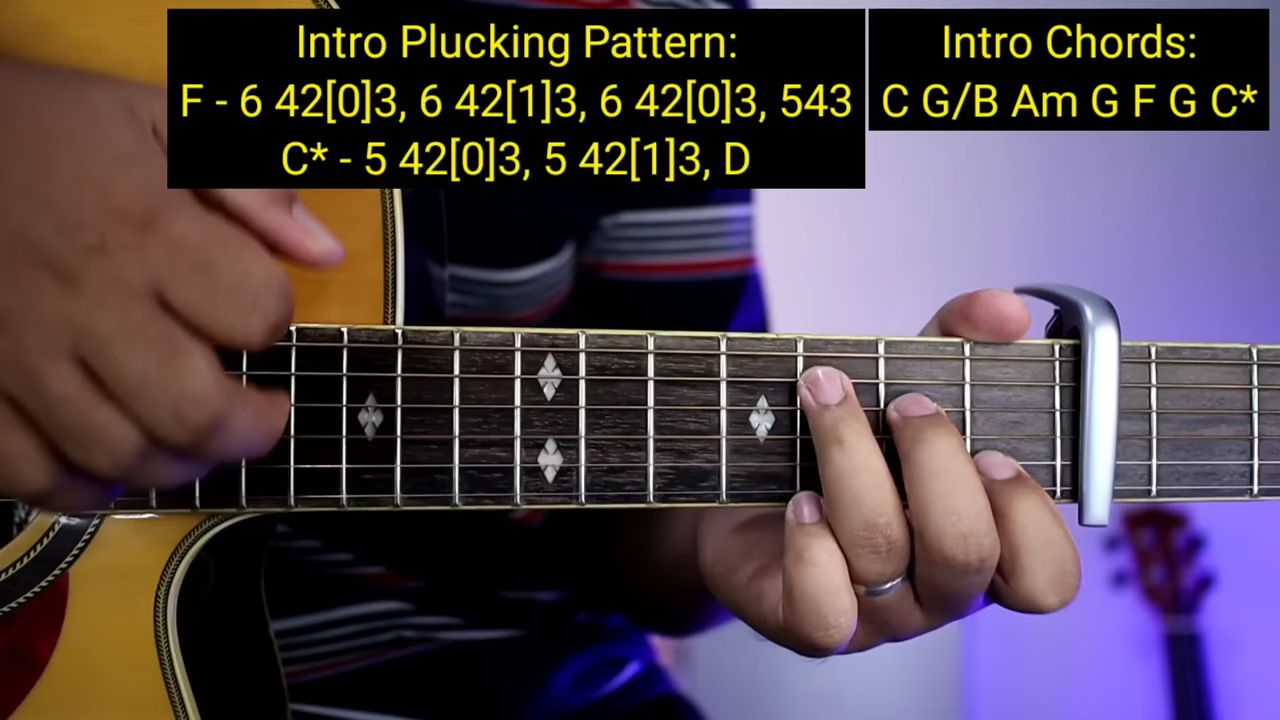 Intro Plucking Pattern:
F - 6 42[0]3, 6 42[1]3, 6 42[0]3, 543
C* - 5 42[0]3, 5 42[1]3, D
Intro Chords:
C G/B Am G F G C*